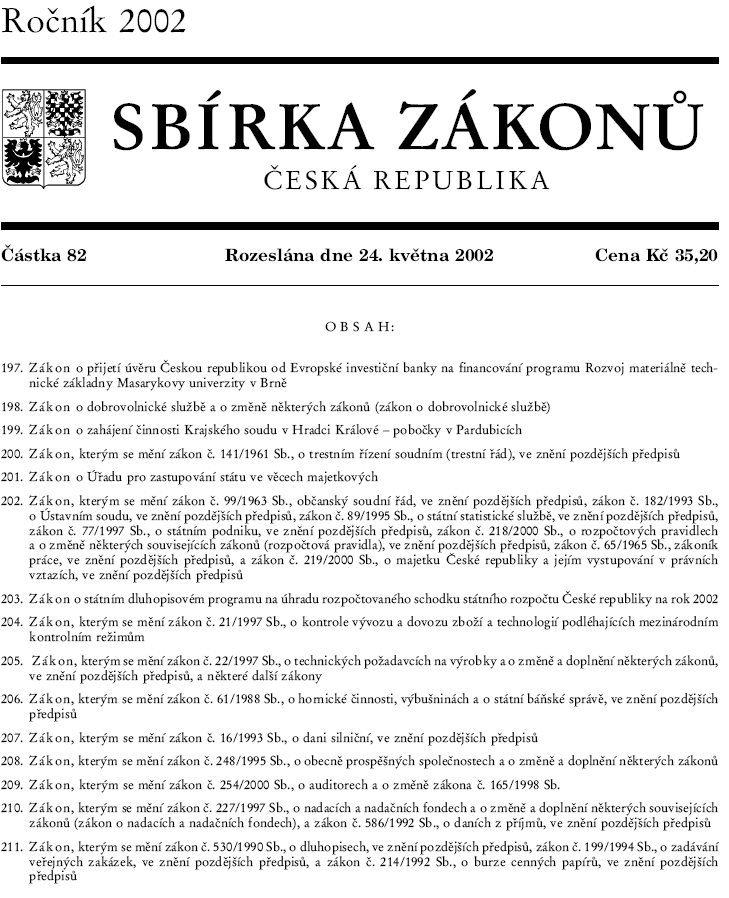 Ročník 2002
SBÍRKA ZÁKONŮ
ČESKÁ REPUBLIKA
Částka 82 Rozeslána dne 24. května 2002 Cena Kč 35,20
OBSAH:
197. Zákon o přijetí úvěru Českou republikou od Evropské investiční banky na financování programu Rozvoj materiálně tech-
nické základny Masarykovy univerzity v Brně
198. Zákon o dobrovolnické službě a o změně některých zákonů (zákon o dobrovolnické službě)
199. Zákon o zahájení činnosti Krajského soudu v Hradci Králové – pobočky v Pardubicích
200. Zákon, kterým se mění zákon č. 141/1961 Sb., o trestním řízení soudním (trestní řád), ve znění pozdějších předpisů
201. Zákon o Úřadu pro zastupování státu ve věcech majetkových
202. Zákon, kterým se mění zákon č. 99/1963 Sb., občanský soudní řád, ve znění pozdějších předpisů, zákon č. 182/1993 Sb.,
o Ústavním soudu, ve znění pozdějších předpisů, zákon č. 89/1995 Sb., o státní statistické službě, ve znění pozdějších předpisů,
zákon č. 77/1997 Sb., o státním podniku, ve znění pozdějších předpisů, zákon č. 218/2000 Sb., o rozpočtových pravidlech
a o změně některých souvisejících zákonů (rozpočtová pravidla), ve znění pozdějších předpisů, zákon č. 65/1965 Sb., zákoník
práce, ve znění pozdějších předpisů, a zákon č. 219/2000 Sb., o majetku České republiky a jejím vystupování v právních
vztazích, ve znění pozdějších předpisů
203. Zákon o státním dluhopisovém programu na úhradu rozpočtovaného schodku státního rozpočtu České republiky na rok 2002
204. Zákon, kterým se mění zákon č. 21/1997 Sb., o kontrole vývozu a dovozu zboží a technologií podléhajících mezinárodním
kontrolním režimům
205. Zákon, kterým se mění zákon č. 22/1997 Sb., o technických požadavcích na výrobky a o změně a doplnění některých zákonů,
ve znění pozdějších předpisů, a některé další zákony
206. Zákon, kterým se mění zákon č. 61/1988 Sb., o hornické činnosti, výbušninách a o státní báňské správě, ve znění pozdějších
předpisů
207. Zákon, kterým se mění zákon č. 16/1993 Sb., o dani silniční, ve znění pozdějších předpisů
208. Zákon, kterým se mění zákon č. 248/1995 Sb., o obecně prospěšných společnostech a o změně a doplnění některých zákonů
209. Zákon, kterým se mění zákon č. 254/2000 Sb., o auditorech a o změně zákona č. 165/1998 Sb.
210. Zákon, kterým se mění zákon č. 227/1997 Sb., o nadacích a nadačních fondech a o změně a doplnění některých souvisejících
zákonů (zákon o nadacích a nadačních fondech), a zákon č. 586/1992 Sb., o daních z příjmů, ve znění pozdějších předpisů
211. Zákon, kterým se mění zákon č. 530/1990 Sb., o dluhopisech, ve znění pozdějších předpisů, zákon č. 199/1994 Sb., o zadávání
veřejných zakázek, ve znění pozdějších předpisů, a zákon č. 214/1992 Sb., o burze cenných papírů, ve znění pozdějších
předpisů